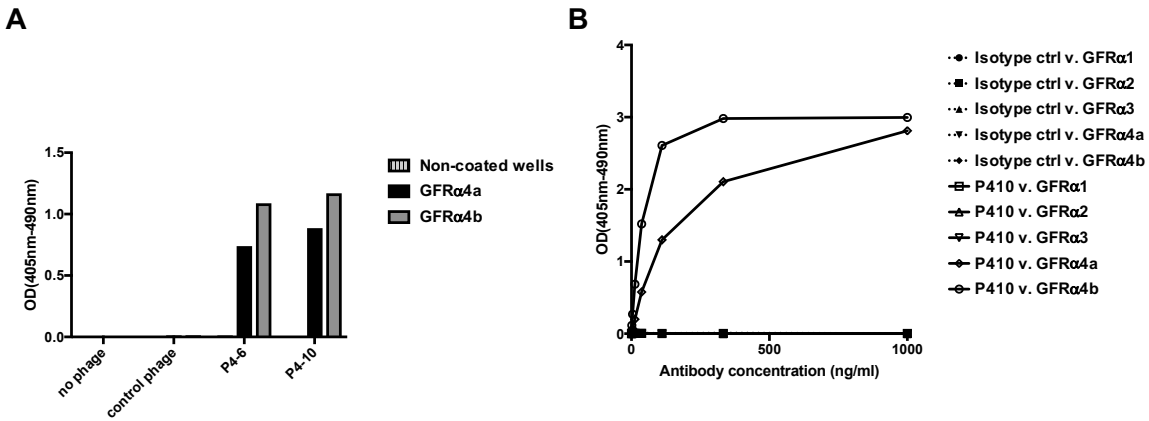 A
OD(405nm-490nm)
1.5
1.0
0.5
0.0
no phage
control phage
P4-6
P4-10
Non-coated wells
GFRα4a
GFRα4b
B
OD(405nm-490nm)
4
3
2
1
0
0
500
1000
Antibody concentration (ng/ml)
Isotype ctrl v. GFRα1
Isotype ctrl v. GFRα2
Isotype ctrl v. GFRα3
Isotype ctrl v. GFRα4a
Isotype ctrl v. GFRα4b
P410 v. GFRα1
P410 v. GFRα2
P410 v. GFRα3
P410 v. GFRα4a
P410 v. GFRα4b